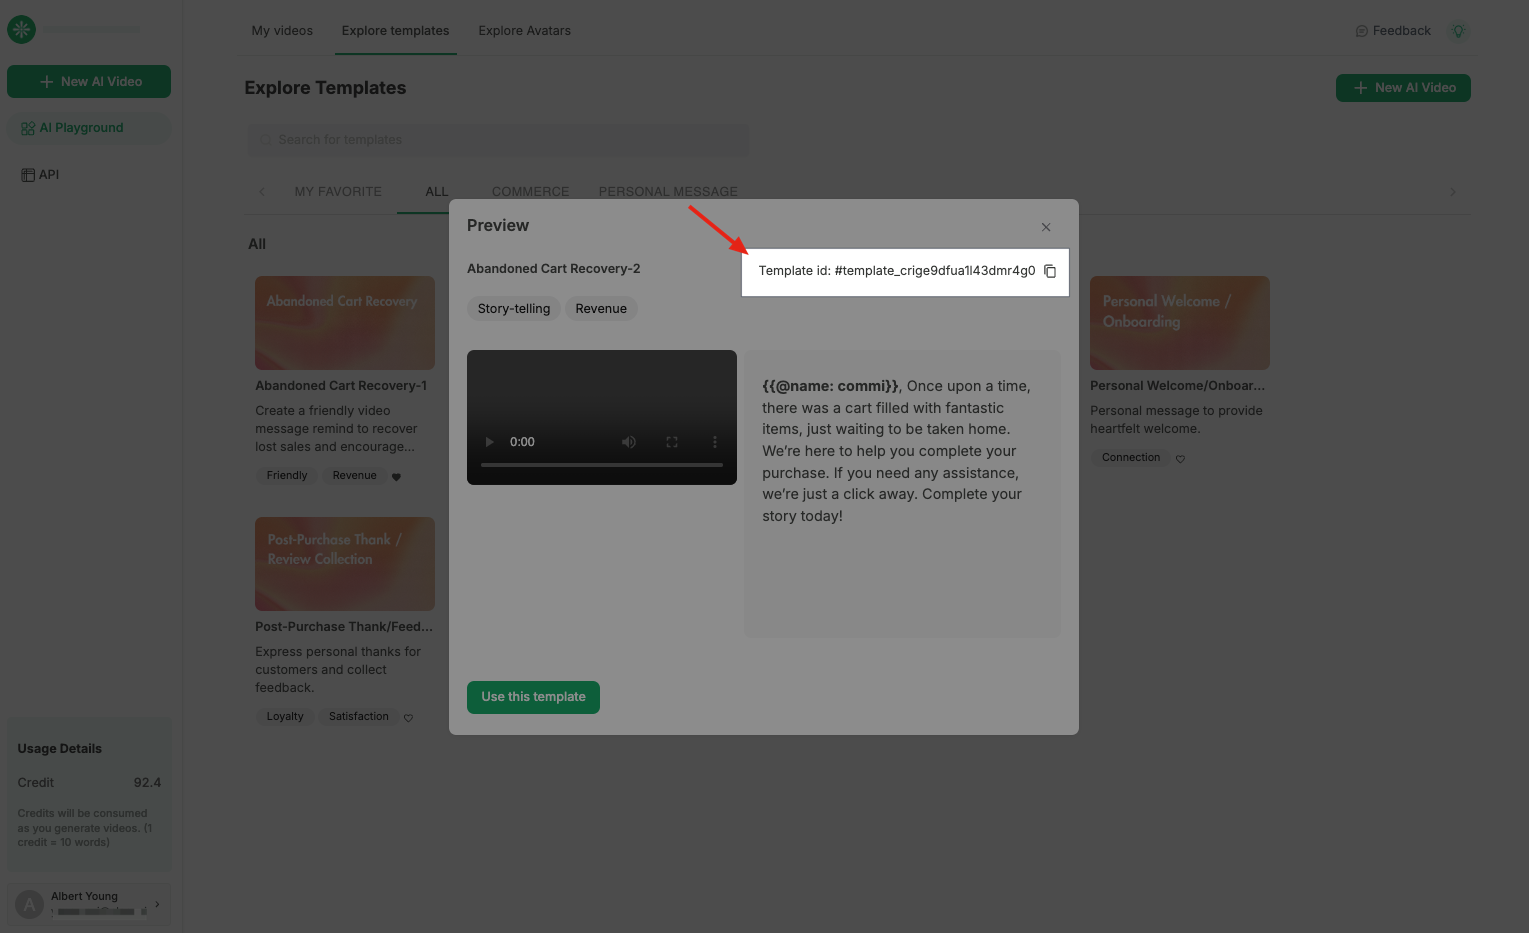 My videos
Explore templates
Explore Avatars
Feedback
New AI Video
Explore Templates
New AI Video
AI Playground
Search for templates
API
MY FAVORITE
ALL
COMMERCE
PERSONAL MESSAGE
All
Preview
Abandoned Cart Recovery-2
Template id: #template_crige9dfua1l43dmr4g0
Story-telling
Revenue
0:00
{{@name: commi}}, Once upon a time,
there was a cart filled with fantastic
items, just waiting to be taken home.
We’re here to help you complete your
purchase. If you need any assistance,
we’re just a click away. Complete your
story today!
Use this template
Abandoned Cart Recovery
Abandoned Cart Recovery-1
Create a friendly video
message remind to recover
lost sales and encourage...
Friendly
Revenue
Personal Welcome /
Onboarding
Personal Welcome/Onboar...
Personal message to provide
heartfelt welcome.
Connection
Post-Purchase Thank /
Review Collection
Post-Purchase Thank/Feed...
Express personal thanks for
customers and collect
feedback.
Loyalty
Satisfaction
Usage Details
Credit
92.4
Credits will be consumed
as you generate videos. (1
credit = 10 words)
A
Albert Young